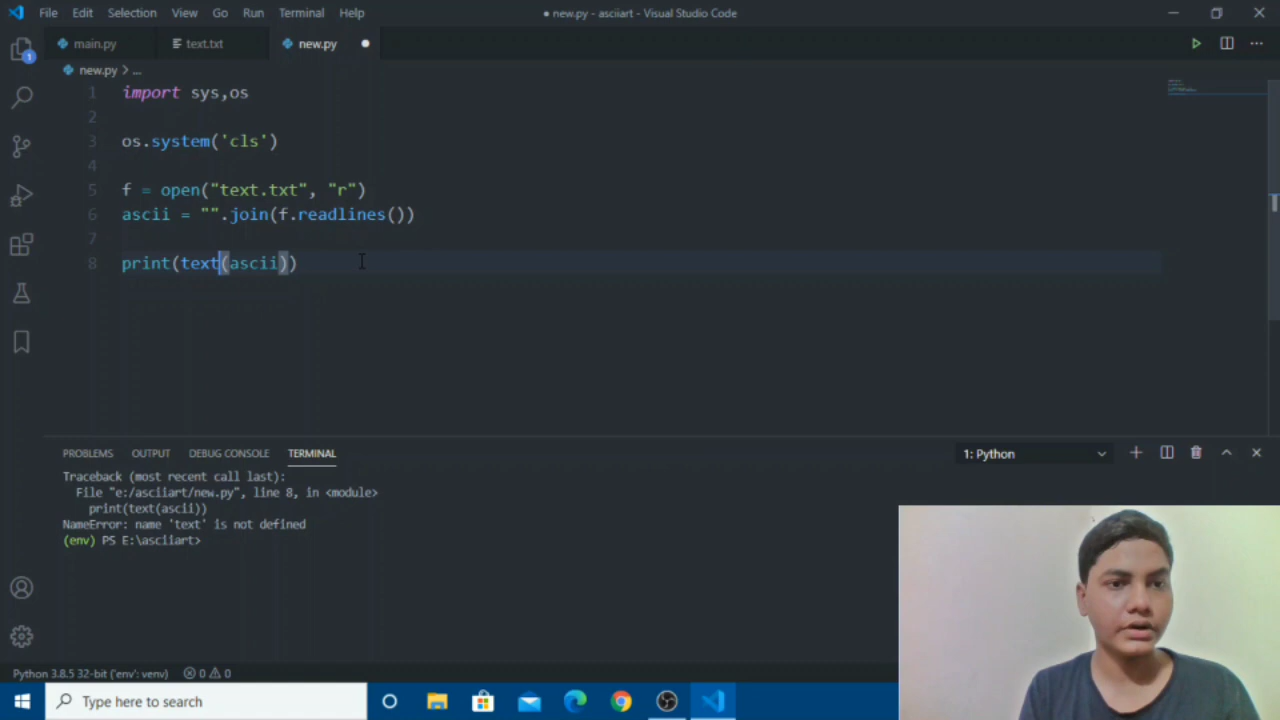 File Edit Selection View Go Run Terminal Help
● new.py - asciiart - Visual Studio Code
main.py text.txt new.py
new.py > ...
1 import sys,os
2
3 os.system('cls')
4
5 f = open("text.txt", "r")
6 ascii = "".join(f.readlines())
7
8 print(text(ascii))
PROBLEMS OUTPUT DEBUG CONSOLE TERMINAL
1: Python
Traceback (most recent call last):
File "e:/asciiart/new.py", line 8, in <module>
print(text(ascii))
NameError: name 'text' is not defined
(env) PS E:\asciiart>
1
Python 3.8.5 32-bit ('env': venv) 0 0
Type here to search